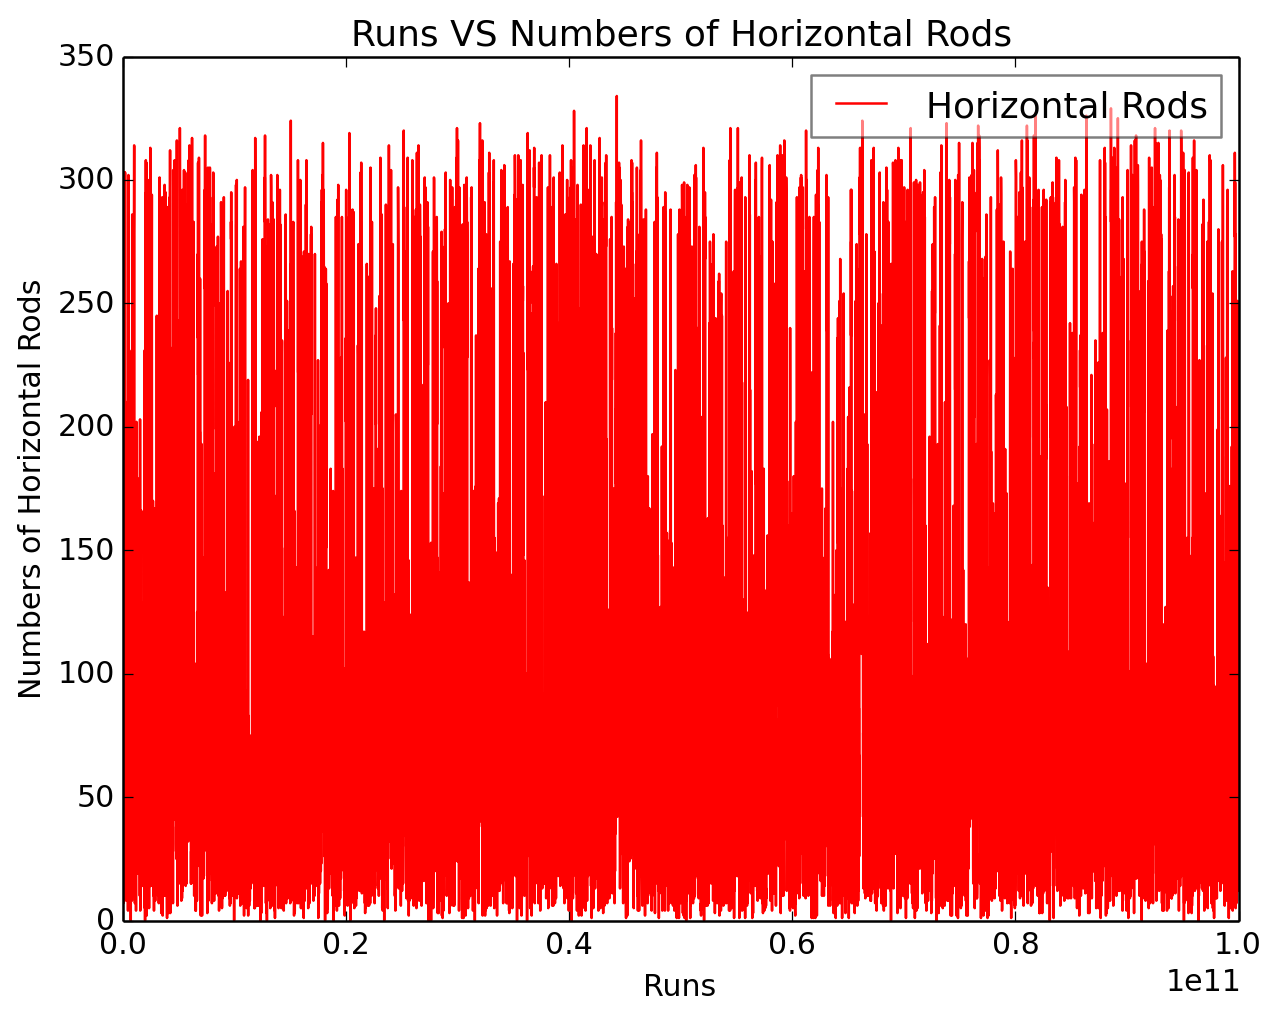 Runs VS Numbers of Horizontal Rods
Horizontal Rods
Numbers of Horizontal Rods
350
300
250
200
150
100
50
0
0.0 0.2 0.4 0.6 0.8 1.0
1e11
Runs